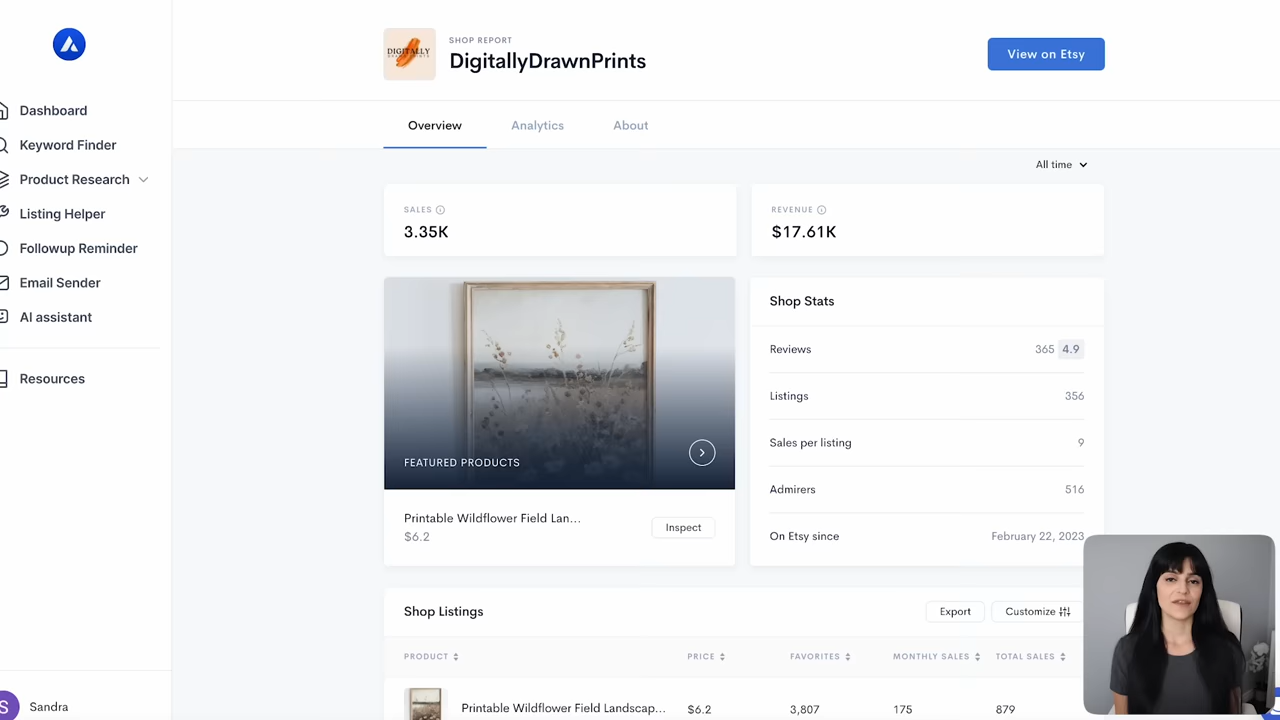 SHOP REPORT
DigitallyDrawnPrints
DIGITALLY
View on Etsy
Dashboard
Keyword Finder
Product Research
Listing Helper
Followup Reminder
Email Sender
AI assistant
Resources
S
Sandra
Overview
Analytics
About
All time
SALES
3.35K
REVENUE
$17.61K
FEATURED PRODUCTS
Printable Wildflower Field Lan...
$6.2
Inspect
Shop Stats
Reviews 365 4.9
Listings 356
Sales per listing 9
Admirers 516
On Etsy since February 22, 2023
Shop Listings
Export
Customize
PRODUCT PRICE FAVORITES MONTHLY SALES TOTAL SALES
Printable Wildflower Field Landscap... $6.2 3,807 175 879